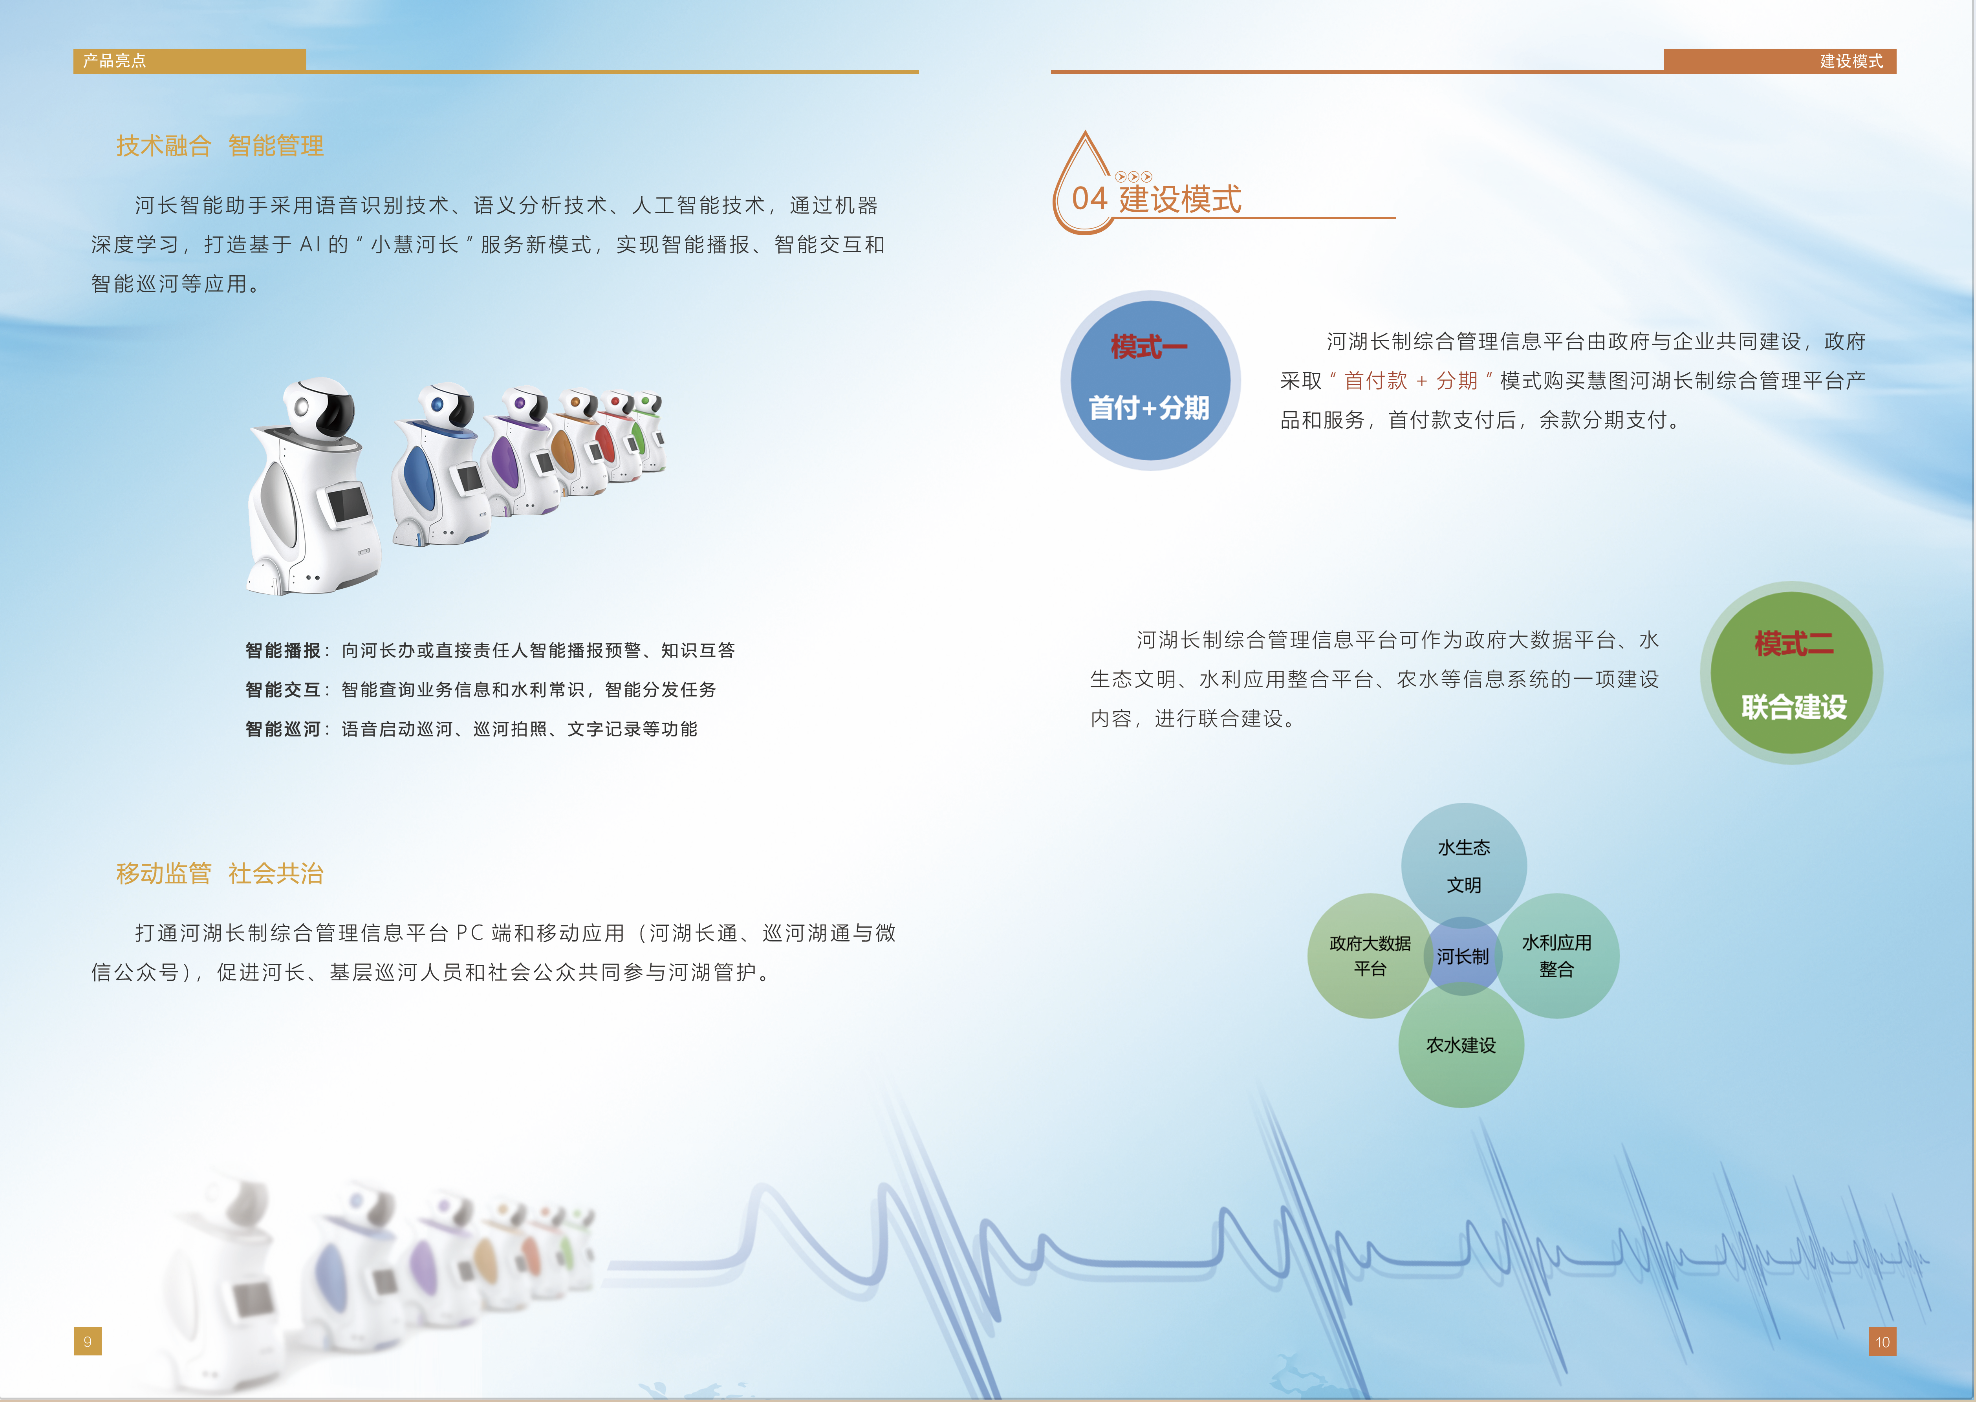 产品亮点
技术融合 智能管理
河长智能助手采用语音识别技术、语义分析技术、人工智能技术，通过机器
深度学习，打造基于 AI 的“小慧河长”服务新模式，实现智能播报、智能交互和
智能巡河等应用。
智能播报：向河长办或直接责任人智能播报预警、知识互答
智能交互：智能查询业务信息和水利常识，智能分发任务
智能巡河：语音启动巡河、巡河拍照、文字记录等功能
移动监管 社会共治
打通河湖长制综合管理信息平台 PC 端和移动应用（河湖长通、巡河湖通与微
信公众号），促进河长、基层巡河人员和社会公众共同参与河湖管护。
9
建设模式
04 建设模式
模式一
首付+分期
河湖长制综合管理信息平台由政府与企业共同建设，政府
采取“首付款 + 分期”模式购买慧图河湖长制综合管理平台产
品和服务，首付款支付后，余款分期支付。
河湖长制综合管理信息平台可作为政府大数据平台、水
生态文明、水利应用整合平台、农水等信息系统的一项建设
内容，进行联合建设。
模式二
联合建设
水生态
文明
政府大数据
平台
河长制
水利应用
整合
农水建设
10